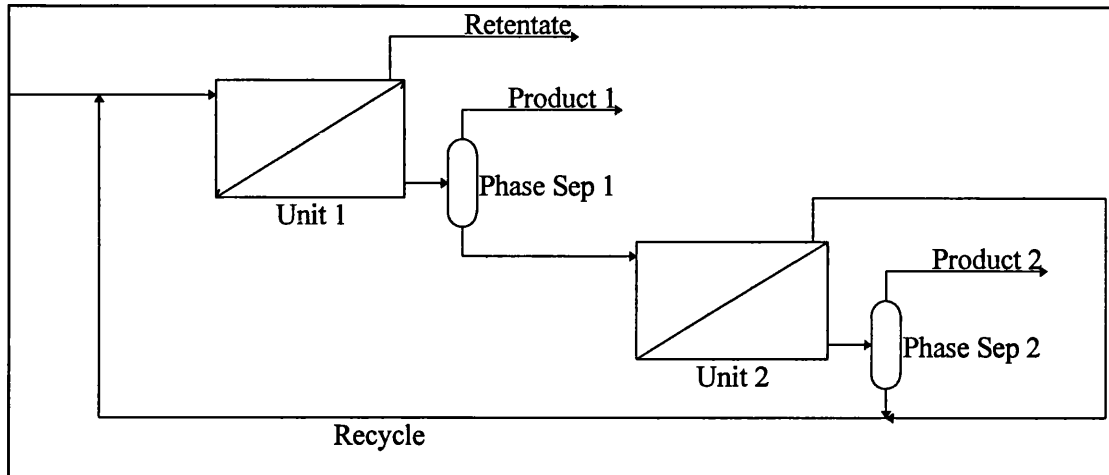 Retentate
Product 1
Phase Sep 1
Unit 1
Product 2
Phase Sep 2
Unit 2
Recycle